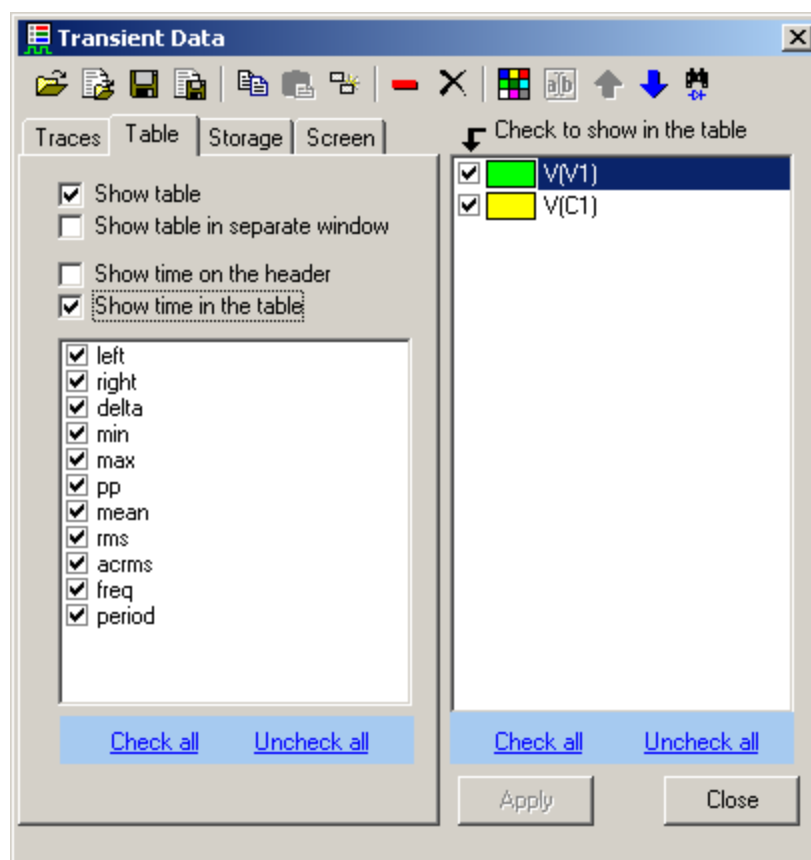 Transient Data
Traces Table Storage Screen
Check to show in the table
Show table
Show table in separate window
Show time on the header
Show time in the table
left
right
delta
min
max
pp
mean
rms
acrms
freq
period
Check all Uncheck all
V(V1)
V(C1)
Check all Uncheck all
Apply Close